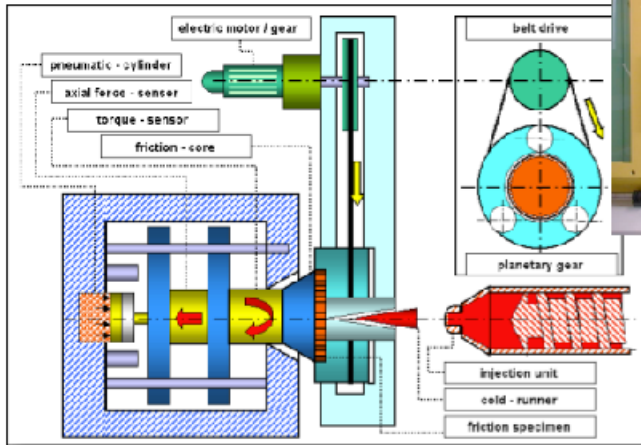 electric motor / gear
belt drive
pneumatic - cylinder
axial force - sensor
torque - sensor
friction - core
planetary gear
injection unit
cold - runner
friction specimen